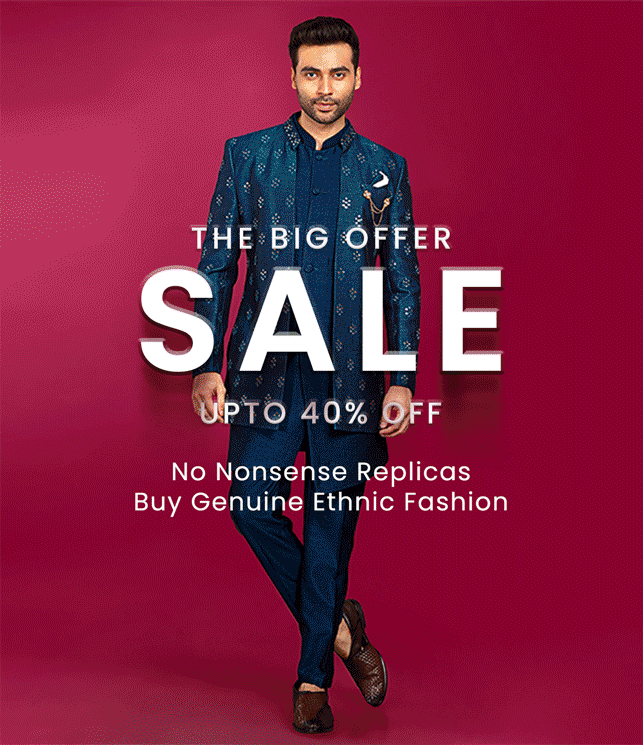 THE BIG OFFER
SALE
UPTO 40% OFF
No Nonsense Replicas
Buy Genuine Ethnic Fashion